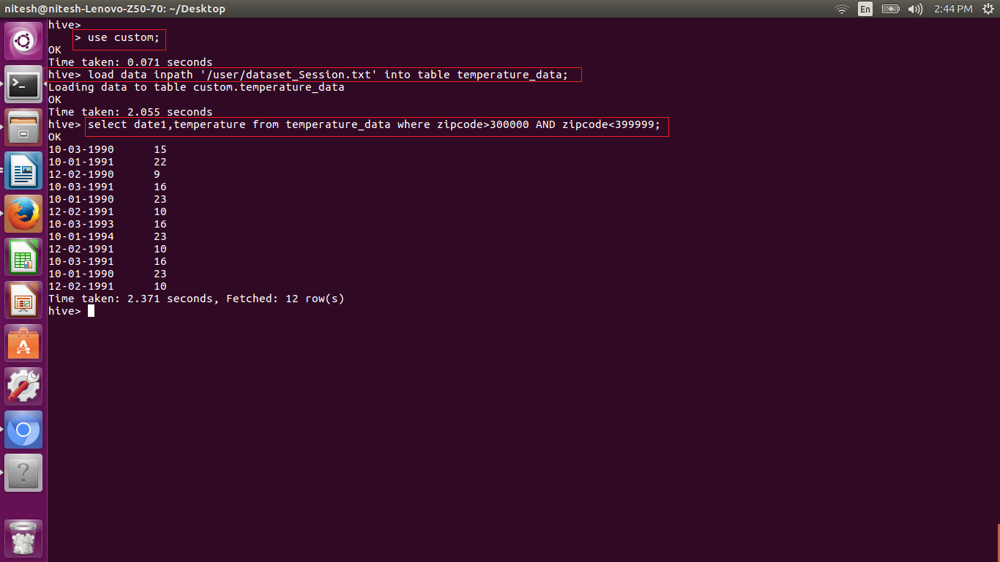 nitesh@nitesh-Lenovo-Z50-70: ~/Desktop
En
2:44 PM
hive>
    > use custom;
OK
Time taken: 0.071 seconds
hive> load data inpath '/user/dataset_Session.txt' into table temperature_data;
Loading data to table custom.temperature_data
OK
Time taken: 2.055 seconds
hive> select date1,temperature from temperature_data where zipcode>300000 AND zipcode<399999;
OK
10-03-1990      15
10-01-1991      22
12-02-1990      9
10-03-1991      16
10-01-1990      23
12-02-1991      10
10-03-1993      16
10-01-1994      23
12-02-1991      10
10-03-1991      16
10-01-1990      23
12-02-1991      10
Time taken: 2.371 seconds, Fetched: 12 row(s)
hive>